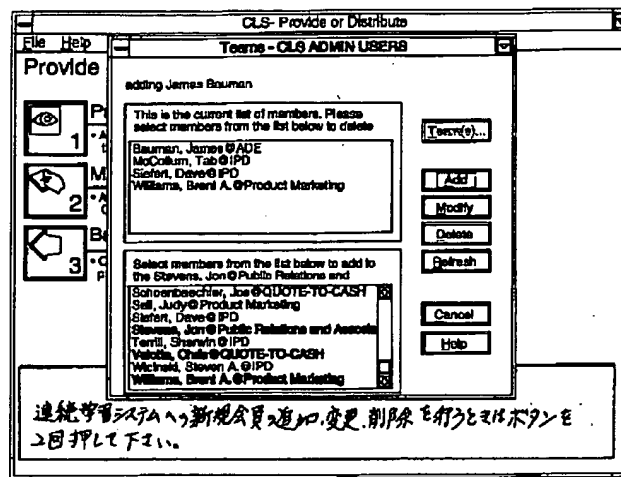 CLS- Provide or Distribute
File Help
Provide
Teams - CLS ADMIN USERS
adding James Bauman
This is the current list of members. Please
select members from the list below to delete
Bauman, James@ADE
McCollum, Tab@IPD
Siefert, Dave@IPD
Williams, Brent A.@Product Marketing
Select members from the list below to add to
the Stevens, Jon@Public Relations and
Schoenbaechler, Joe@QUOTE-TO-CASH
Sell, Judy@Product Marketing
Siefert, Dave@IPD
Stevens, Jon@Public Relations and Associa
Terrill, Sherwin@IPD
Valotta, Chris@QUOTE-TO-CASH
Wicinski, Steven A.@IPD
Williams, Brent A.@Product Marketing
Team(s)...
Add
Modify
Delete
Refresh
Cancel
Help
1
2
3
連続学習システムへの新規会員の追加、変更、削除を行うときはボタンを
2回押して下さい。